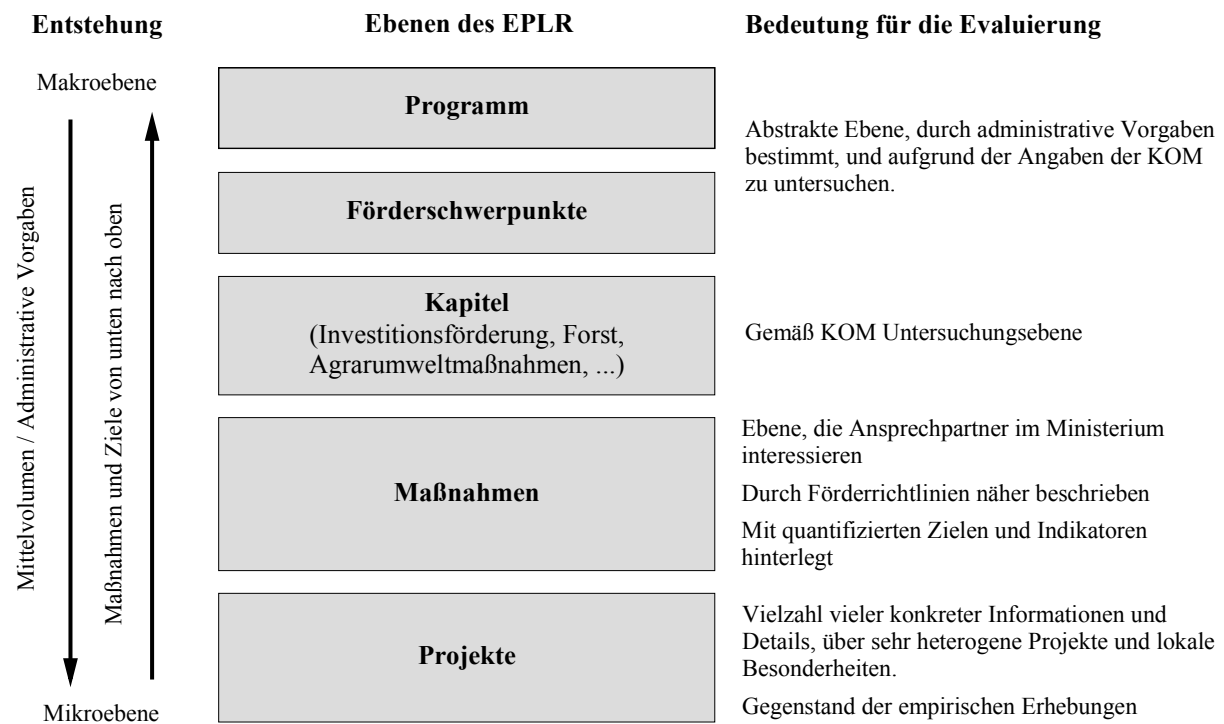 Entstehung
Ebenen des EPLR
Bedeutung für die Evaluierung
Makroebene
Mittelvolumen / Administrative Vorgaben
Maßnahmen und Ziele von unten nach oben
Mikroebene
Programm
Förderschwerpunkte
Abstrakte Ebene, durch administrative Vorgaben
bestimmt, und aufgrund der Angaben der KOM
zu untersuchen.
Kapitel
(Investitionsförderung, Forst,
Agrarumweltmaßnahmen, ...)
Gemäß KOM Untersuchungsebene
Maßnahmen
Ebene, die Ansprechpartner im Ministerium
interessieren
Durch Förderrichtlinien näher beschrieben
Mit quantifizierten Zielen und Indikatoren
hinterlegt
Projekte
Vielzahl vieler konkreter Informationen und
Details, über sehr heterogene Projekte und lokale
Besonderheiten.
Gegenstand der empirischen Erhebungen